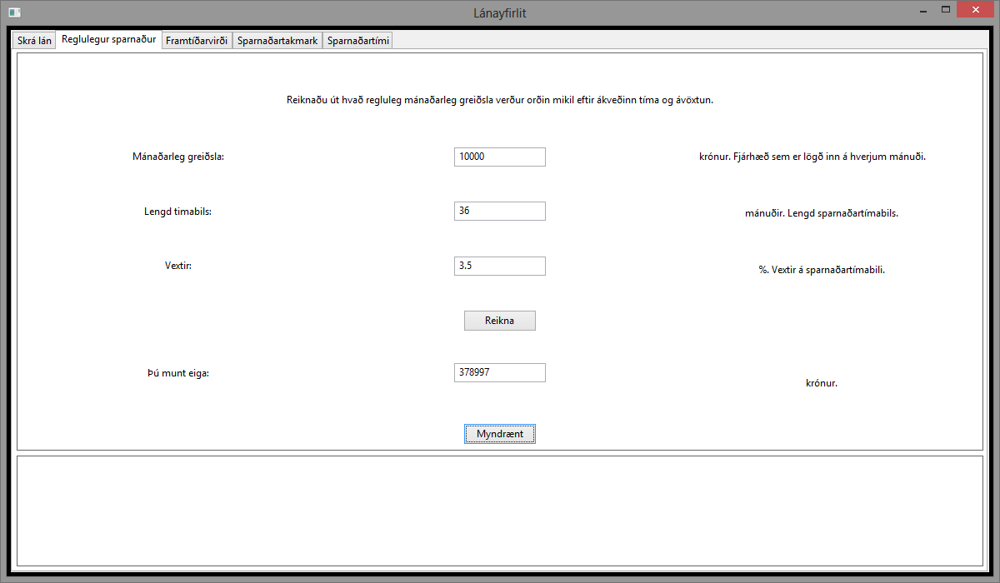 Lánayfirlit
Skrá lán Reglulegur sparnaður Framtíðarvirði Sparnaðartakmark Sparnaðartími
Reiknaðu út hvað regluleg mánaðarleg greiðsla verður orðin mikil eftir ákveðinn tíma og ávöxtun.
Mánaðarleg greiðsla: 10000 krónur. Fjárhæð sem er lögð inn á hverjum mánuði.
Lengd timabils: 36 mánuðir. Lengd sparnaðartímabils.
Vextir: 3.5 %. Vextir á sparnaðartímabili.
Reikna
Þú munt eiga: 378997 krónur.
Myndrænt